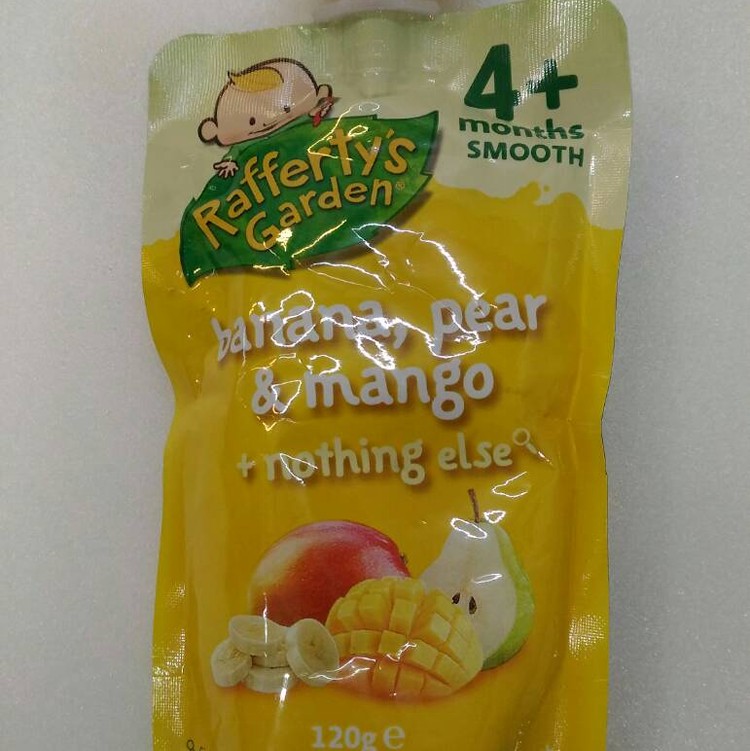 4+
months
SMOOTH
Rafferty's
Garden®
banana, pear
& mango
+ nothing else
120g e